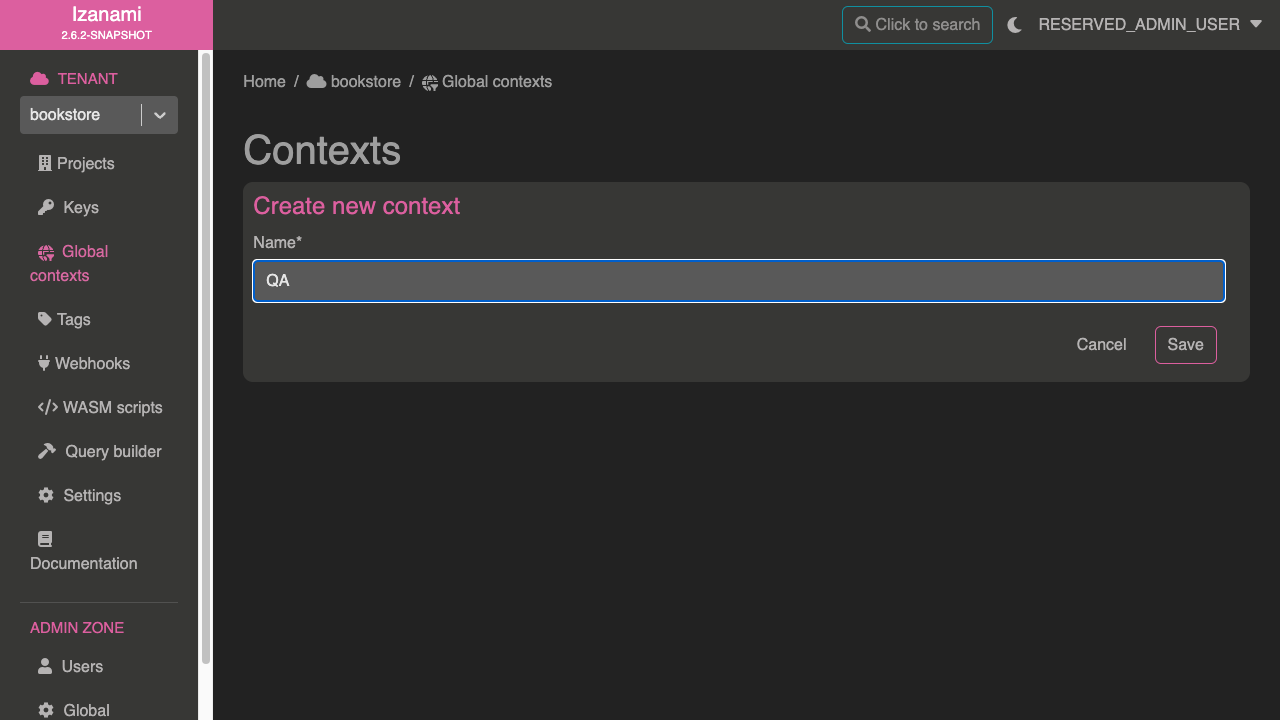 Izanami
2.6.2-SNAPSHOT
Click to search
RESERVED_ADMIN_USER
TENANT
bookstore
Projects
Keys
Global
contexts
Tags
Webhooks
WASM scripts
Query builder
Settings
Documentation
ADMIN ZONE
Users
Global
Home / bookstore / Global contexts
Contexts
Create new context
Name*
QA
Cancel
Save